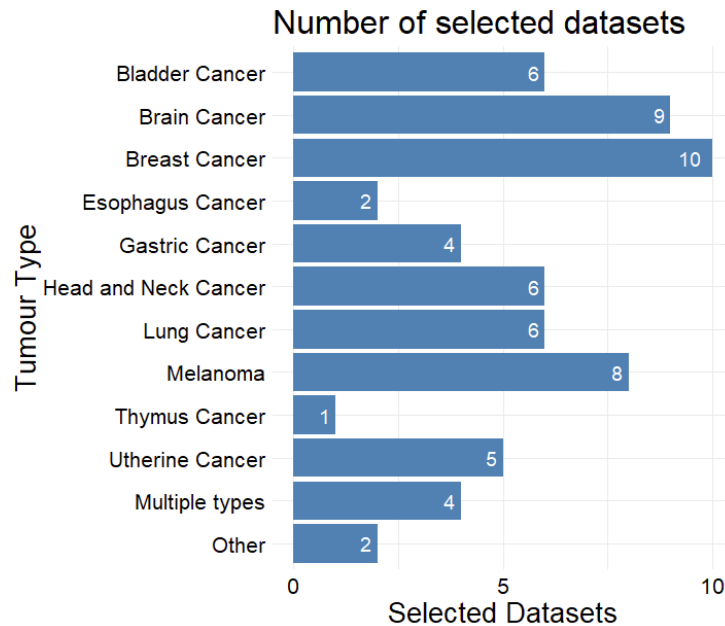 Number of selected datasets
Tumour Type
Bladder Cancer 6
Brain Cancer 9
Breast Cancer 10
Esophagus Cancer 2
Gastric Cancer 4
Head and Neck Cancer 6
Lung Cancer 6
Melanoma 8
Thymus Cancer 1
Utherine Cancer 5
Multiple types 4
Other 2
0 5 10
Selected Datasets